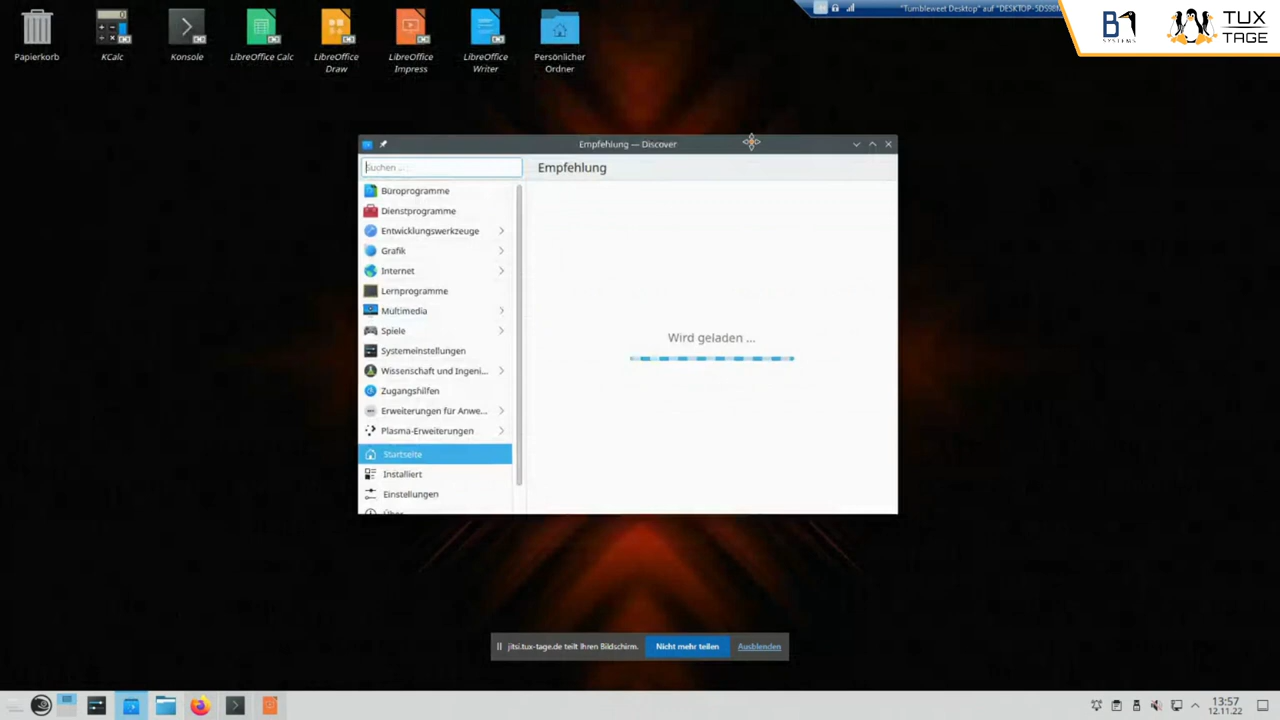 Papierkorb
KCalc
Konsole
LibreOffice Calc
LibreOffice
Draw
LibreOffice
Impress
LibreOffice
Writer
Persönlicher
Ordner
"Tumbleweet Desktop" auf
B1
SYSTEMS
TUX
TAGE
Empfehlung — Discover
Suchen ...
Empfehlung
Büroprogramme
Dienstprogramme
Entwicklungswerkzeuge
Grafik
Internet
Lernprogramme
Multimedia
Spiele
Systemeinstellungen
Wissenschaft und Ingeni...
Zugangshilfen
Erweiterungen für Anwe...
Plasma-Erweiterungen
Startseite
Installiert
Einstellungen
Wird geladen ...
jitsi.tux-tage.de teilt Ihren Bildschirm.
Nicht mehr teilen
Ausblenden
13:57
12.11.22